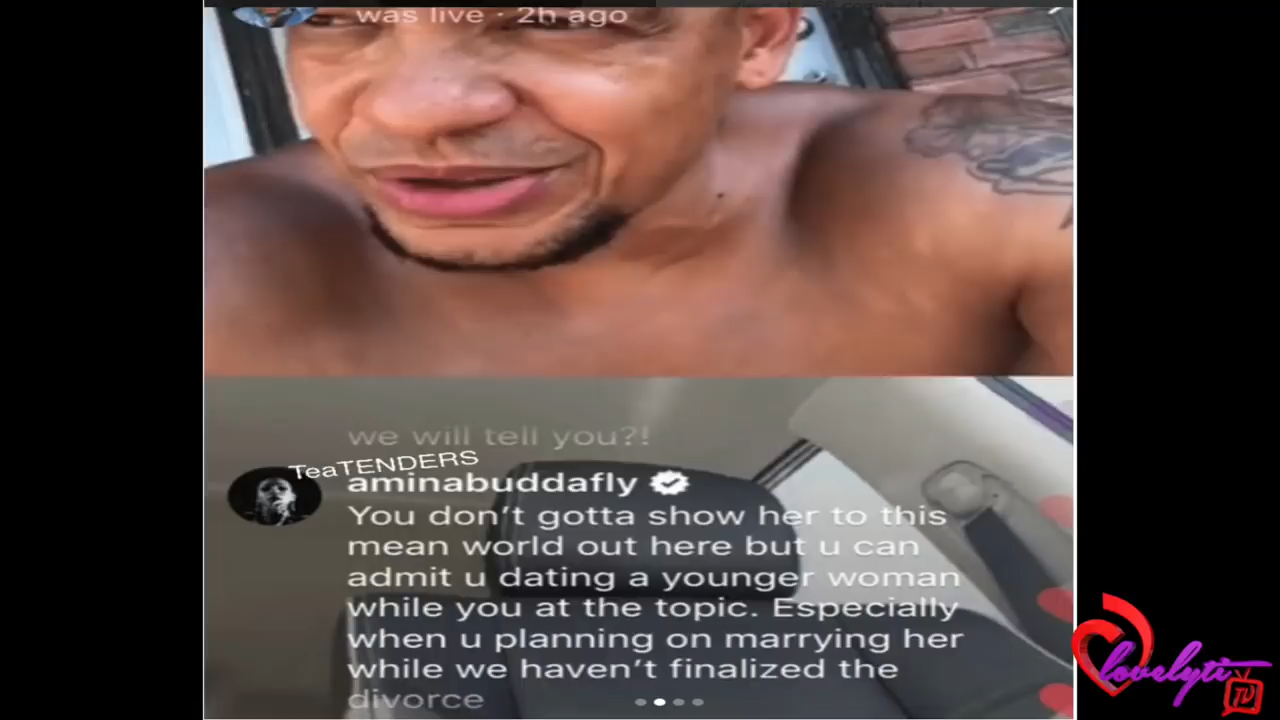 was live · 2h ago
we will tell you?!
TeaTENDERS
aminabuddafly
You don't gotta show her to this
mean world out here but u can
admit u dating a younger woman
while you at the topic. Especially
when u planning on marrying her
while we haven't finalized the
divorce
lovelyti
TV